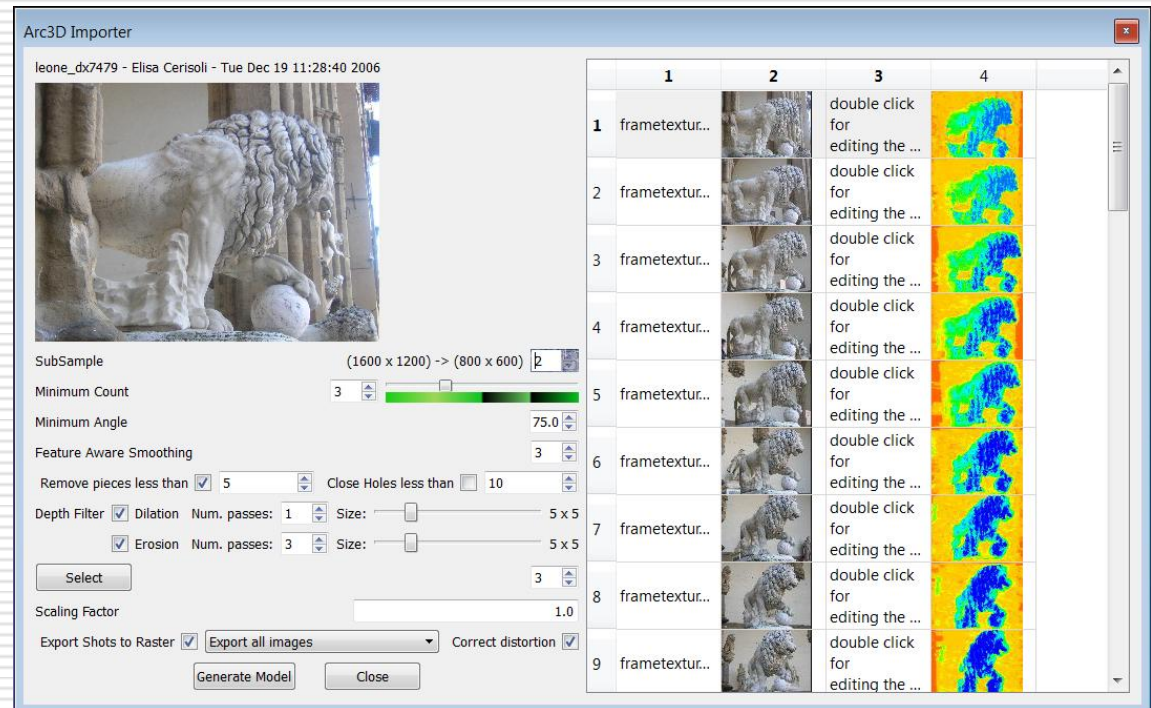 Arc3D Importer
x
leone_dx7479 - Elisa Cerisoli - Tue Dec 19 11:28:40 2006
SubSample (1600 x 1200) -> (800 x 600) 2
Minimum Count 3
Minimum Angle 75.0
Feature Aware Smoothing 3
Remove pieces less than 5 Close Holes less than 10
Depth Filter Dilation Num. passes: 1 Size: 5 x 5
Erosion Num. passes: 3 Size: 5 x 5
Select 3
Scaling Factor 1.0
Export Shots to Raster Export all images Correct distortion
Generate Model Close
1 2 3 4
1 frametextur... double click
for
editing the ...
2 frametextur... double click
for
editing the ...
3 frametextur... double click
for
editing the ...
4 frametextur... double click
for
editing the ...
5 frametextur... double click
for
editing the ...
6 frametextur... double click
for
editing the ...
7 frametextur... double click
for
editing the ...
8 frametextur... double click
for
editing the ...
9 frametextur... double click
for
editing the ...